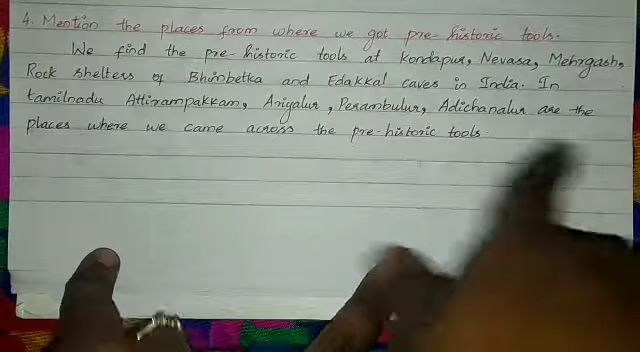 4. Mention the places from where we got pre-historic tools.
We find the pre-historic tools at Kondapur, Nevasa, Mehrgash,
Rock shelters of Bhimbetka and Edakkal caves in India. In
tamilnadu Attirampakkam, Ariyalur, Perambulur, Adichanalur are the
places where we came across the pre-historic tools.